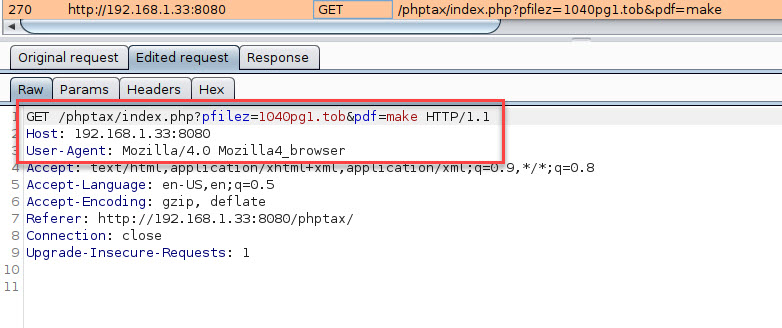 270 http://192.168.1.33:8080 GET /phptax/index.php?pfilez=1040pg1.tob&pdf=make
Original request Edited request Response
Raw Params Headers Hex
1 GET /phptax/index.php?pfilez=1040pg1.tob&pdf=make HTTP/1.1
2 Host: 192.168.1.33:8080
3 User-Agent: Mozilla/4.0 Mozilla4_browser
4 Accept: text/html,application/xhtml+xml,application/xml;q=0.9,*/*;q=0.8
5 Accept-Language: en-US,en;q=0.5
6 Accept-Encoding: gzip, deflate
7 Referer: http://192.168.1.33:8080/phptax/
8 Connection: close
9 Upgrade-Insecure-Requests: 1
10
11